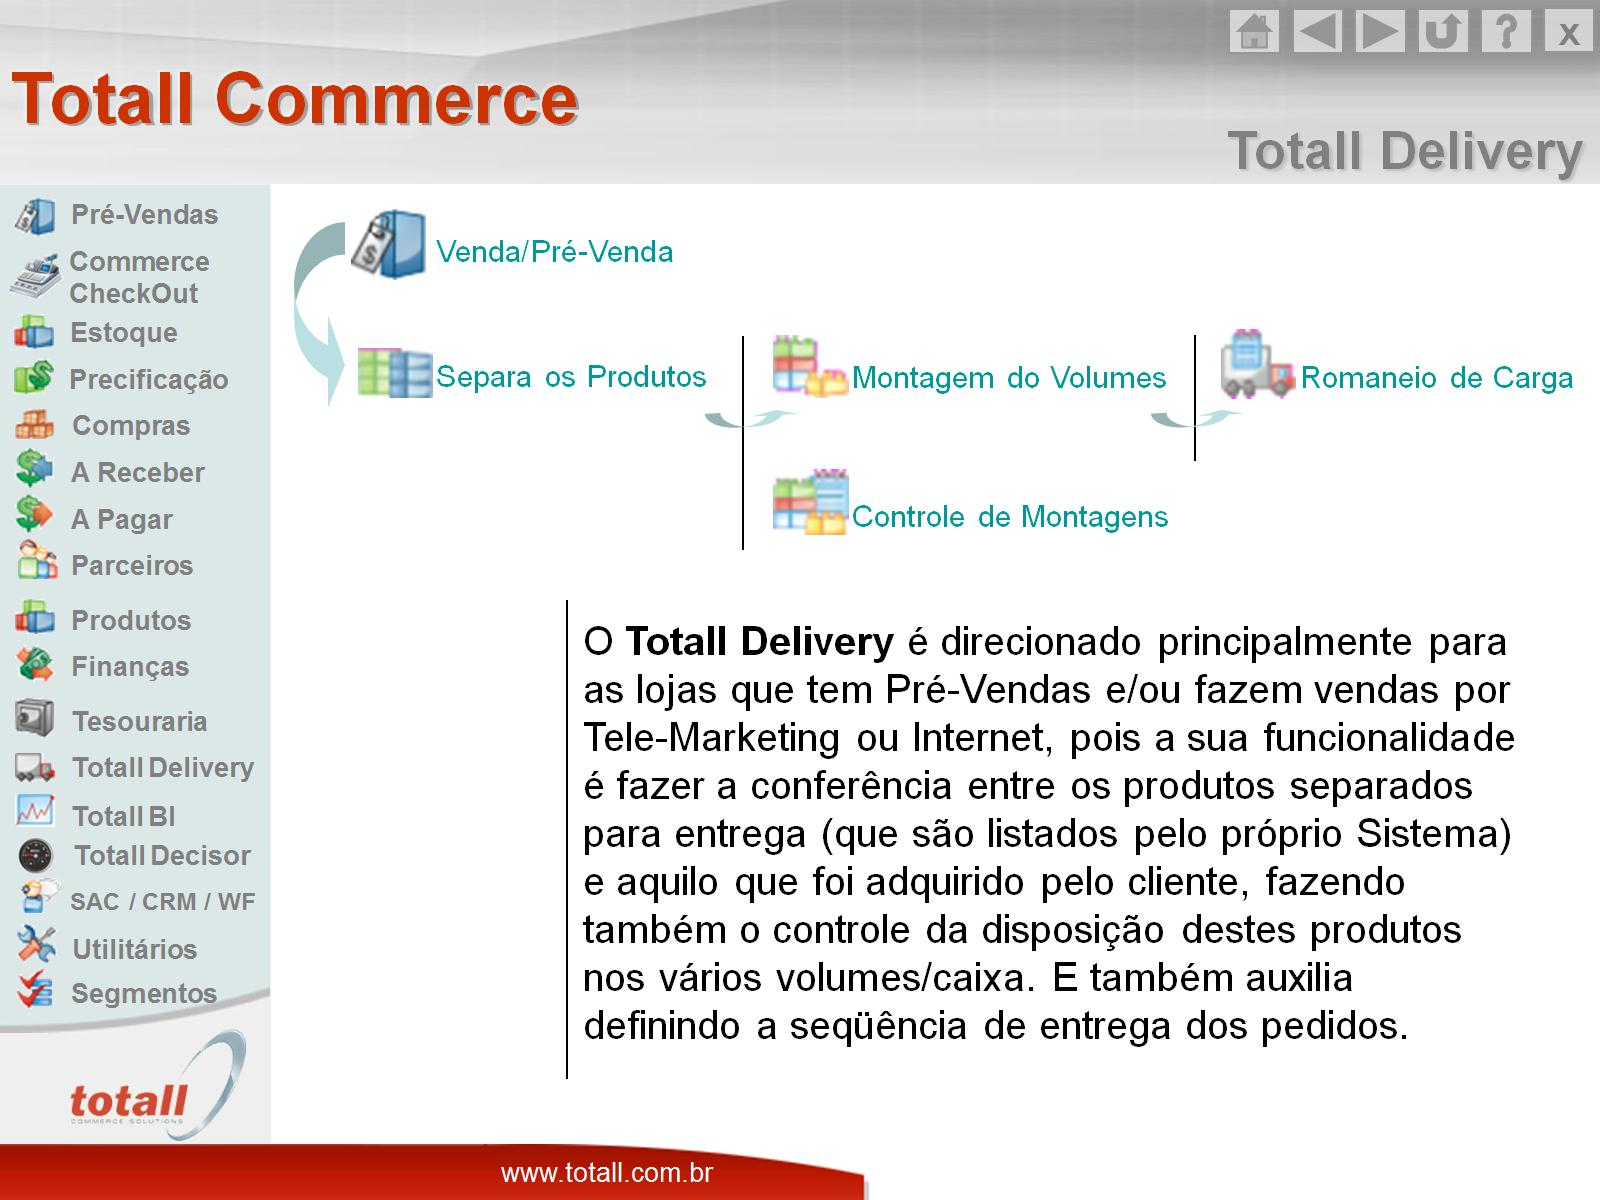 Totall Commerce
Totall Delivery
? x
Pré-Vendas
Commerce
CheckOut
Estoque
Precificação
Compras
A Receber
A Pagar
Parceiros
Produtos
Finanças
Tesouraria
Totall Delivery
Totall BI
Totall Decisor
SAC / CRM / WF
Utilitários
Segmentos
Venda/Pré-Venda
Separa os Produtos
Montagem do Volumes
Romaneio de Carga
Controle de Montagens
O Totall Delivery é direcionado principalmente para
as lojas que tem Pré-Vendas e/ou fazem vendas por
Tele-Marketing ou Internet, pois a sua funcionalidade
é fazer a conferência entre os produtos separados
para entrega (que são listados pelo próprio Sistema)
e aquilo que foi adquirido pelo cliente, fazendo
também o controle da disposição destes produtos
nos vários volumes/caixa. E também auxilia
definindo a seqüência de entrega dos pedidos.
totall
COMMERCE SOLUTIONS
www.totall.com.br